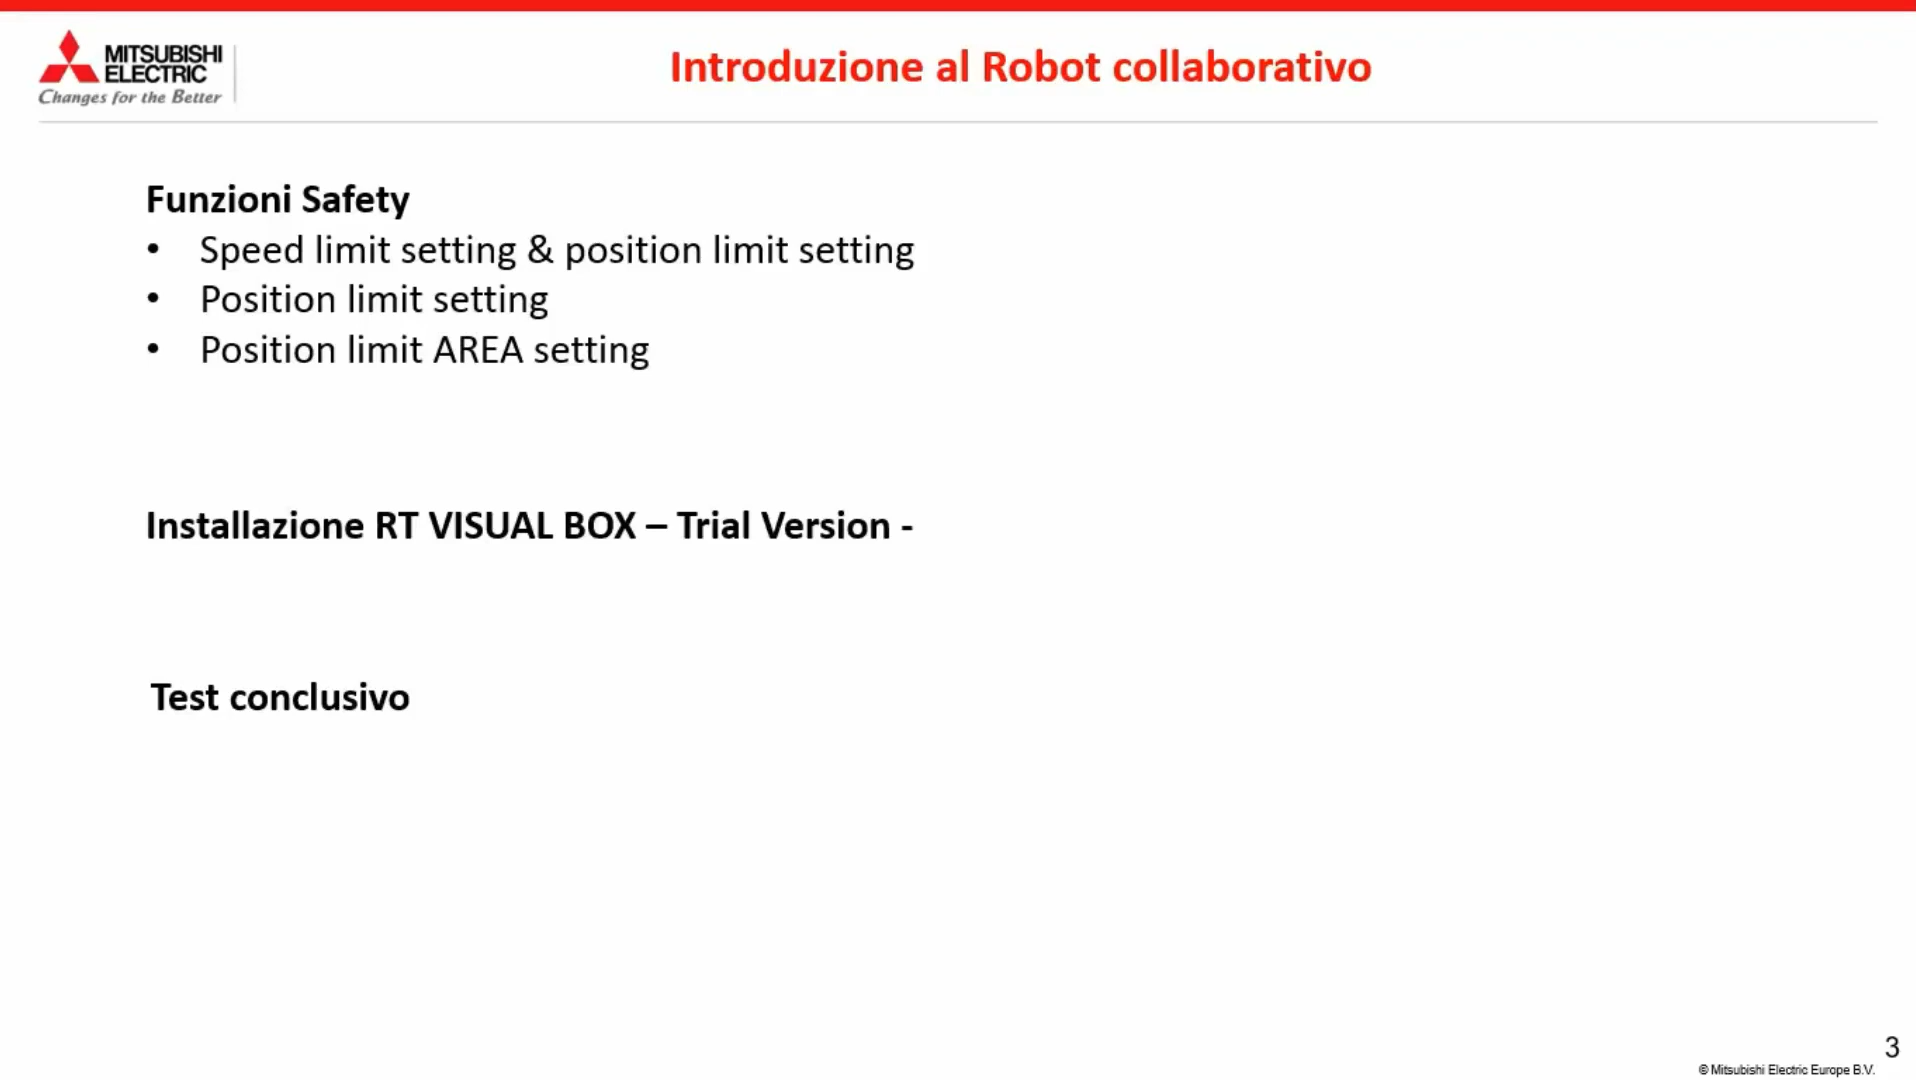 MITSUBISHI
ELECTRIC
Changes for the Better
Introduzione al Robot collaborativo
Funzioni Safety
• Speed limit setting & position limit setting
• Position limit setting
• Position limit AREA setting
Installazione RT VISUAL BOX – Trial Version -
Test conclusivo
3
© Mitsubishi Electric Europe B.V.